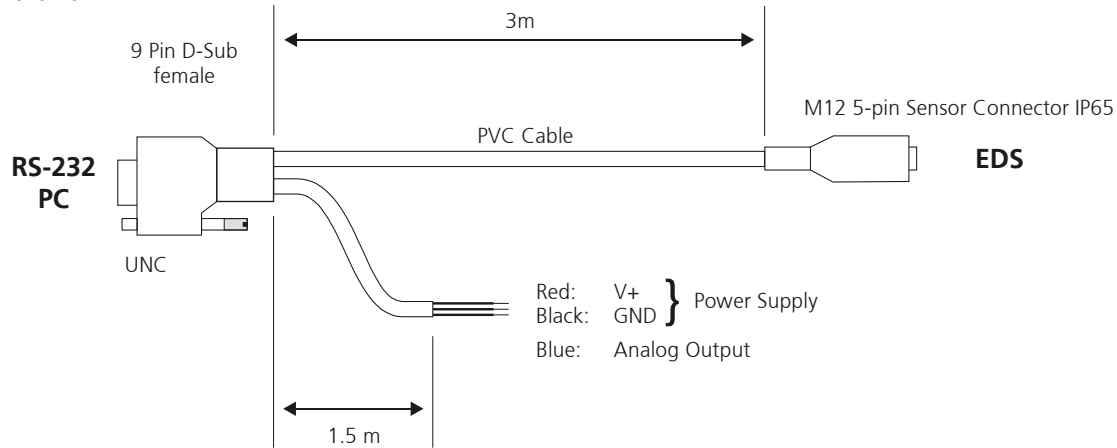 3m
9 Pin D-Sub
female
M12 5-pin Sensor Connector IP65
PVC Cable
RS-232
PC
EDS
UNC
Red: V+
Black: GND
} Power Supply
Blue: Analog Output
1.5 m